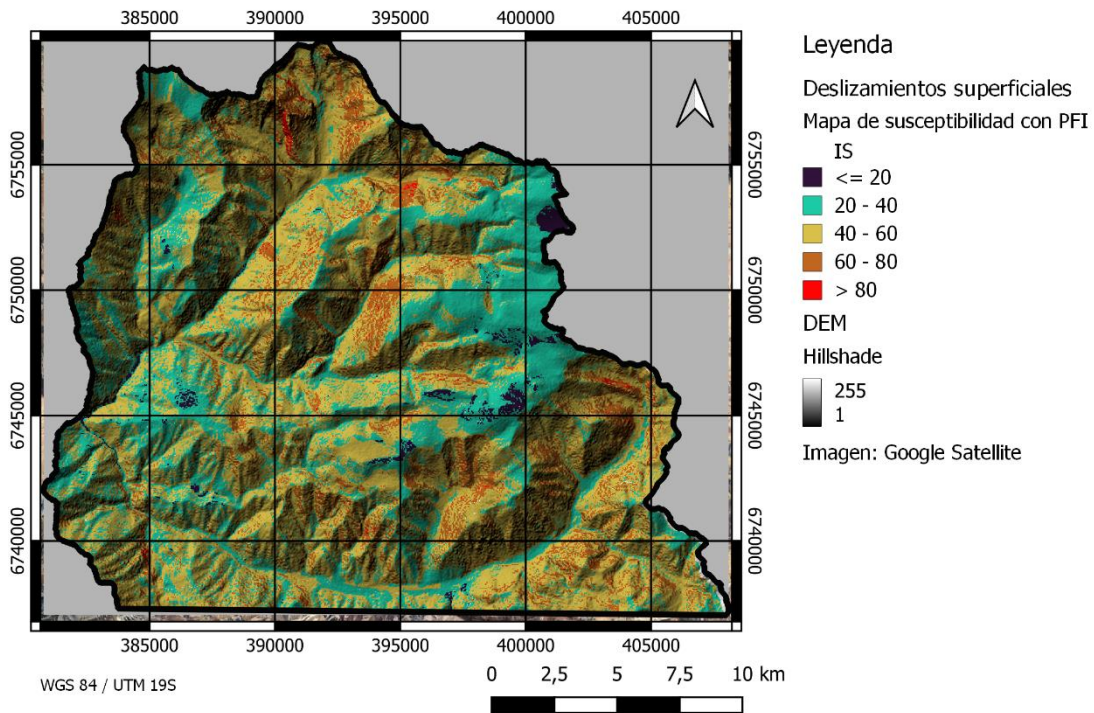 385000 390000 395000 400000 405000
6755000 6755000
6750000 6750000
6745000 6745000
6740000 6740000
385000 390000 395000 400000 405000
WGS 84 / UTM 19S
0 2,5 5 7,5 10 km
Leyenda
Deslizamientos superficiales
Mapa de susceptibilidad con PFI
IS
<= 20
20 - 40
40 - 60
60 - 80
> 80
DEM
Hillshade
255
1
Imagen: Google Satellite